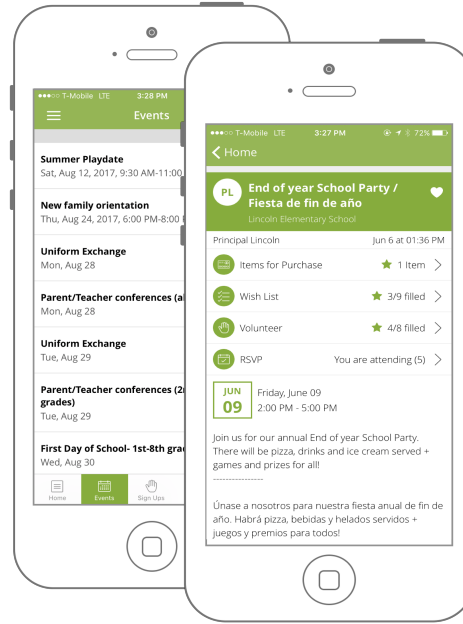 T-Mobile LTE 3:28 PM
Events
Summer Playdate
Sat, Aug 12, 2017, 9:30 AM-11:00
New family orientation
Thu, Aug 24, 2017, 6:00 PM-8:00
Uniform Exchange
Mon, Aug 28
Parent/Teacher conferences
Mon, Aug 28
Uniform Exchange
Tue, Aug 29
Parent/Teacher conferences
grades)
Tue, Aug 29
First Day of School- 1st-8th
Wed, Aug 30
Home Events Sign Ups
T-Mobile LTE 3:27 PM 72%
Home
PL
End of year School Party /
Fiesta de fin de año
Lincoln Elementary School
Principal Lincoln Jun 6 at 01:36 PM
Items for Purchase 1 Item
Wish List 3/9 filled
Volunteer 4/8 filled
RSVP You are attending (5)
JUN
09
Friday, June 09
2:00 PM - 5:00 PM
Join us for our annual End of year School Party.
There will be pizza, drinks and ice cream served +
games and prizes for all!
----------------
Únase a nosotros para nuestra fiesta anual de fin de
año. Habrá pizza, bebidas y helados servidos +
juegos y premios para todos!